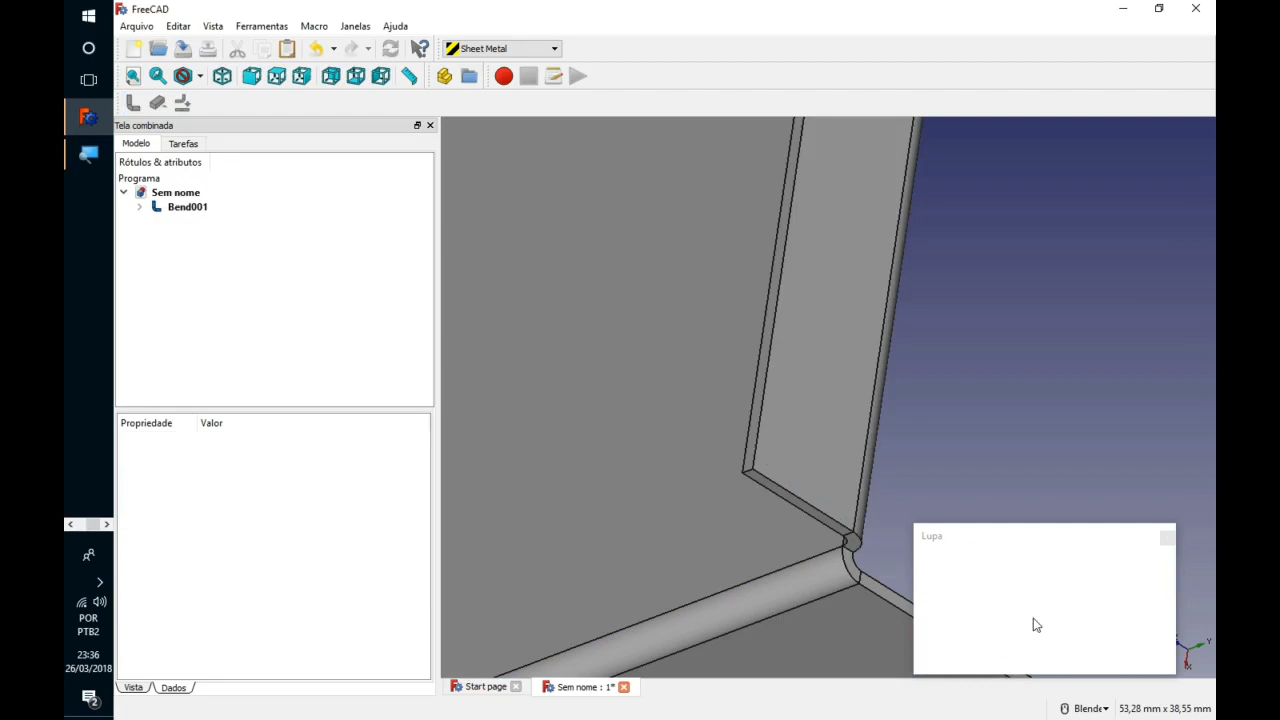 FreeCAD
Arquivo Editar Vista Ferramentas Macro Janelas Ajuda
Sheet Metal
Tela combinada
Modelo Tarefas
Rótulos & atributos
Programa
Sem nome
Bend001
Propriedade Valor
Vista Dados
Lupa
Start page Sem nome : 1*
Blende 53,28 mm x 38,55 mm
POR
PTB2
23:36
26/03/2018
2
Y